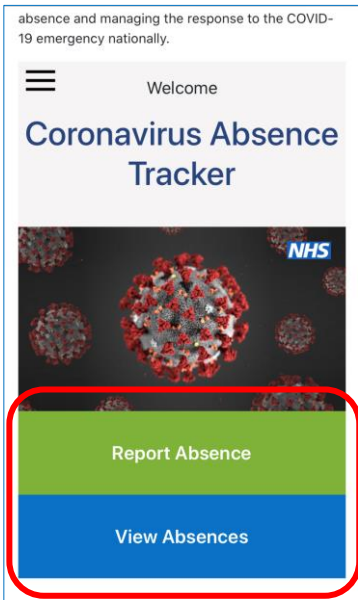 absence and managing the response to the COVID-
19 emergency nationally.
Welcome
Coronavirus Absence
Tracker
NHS
Report Absence
View Absences